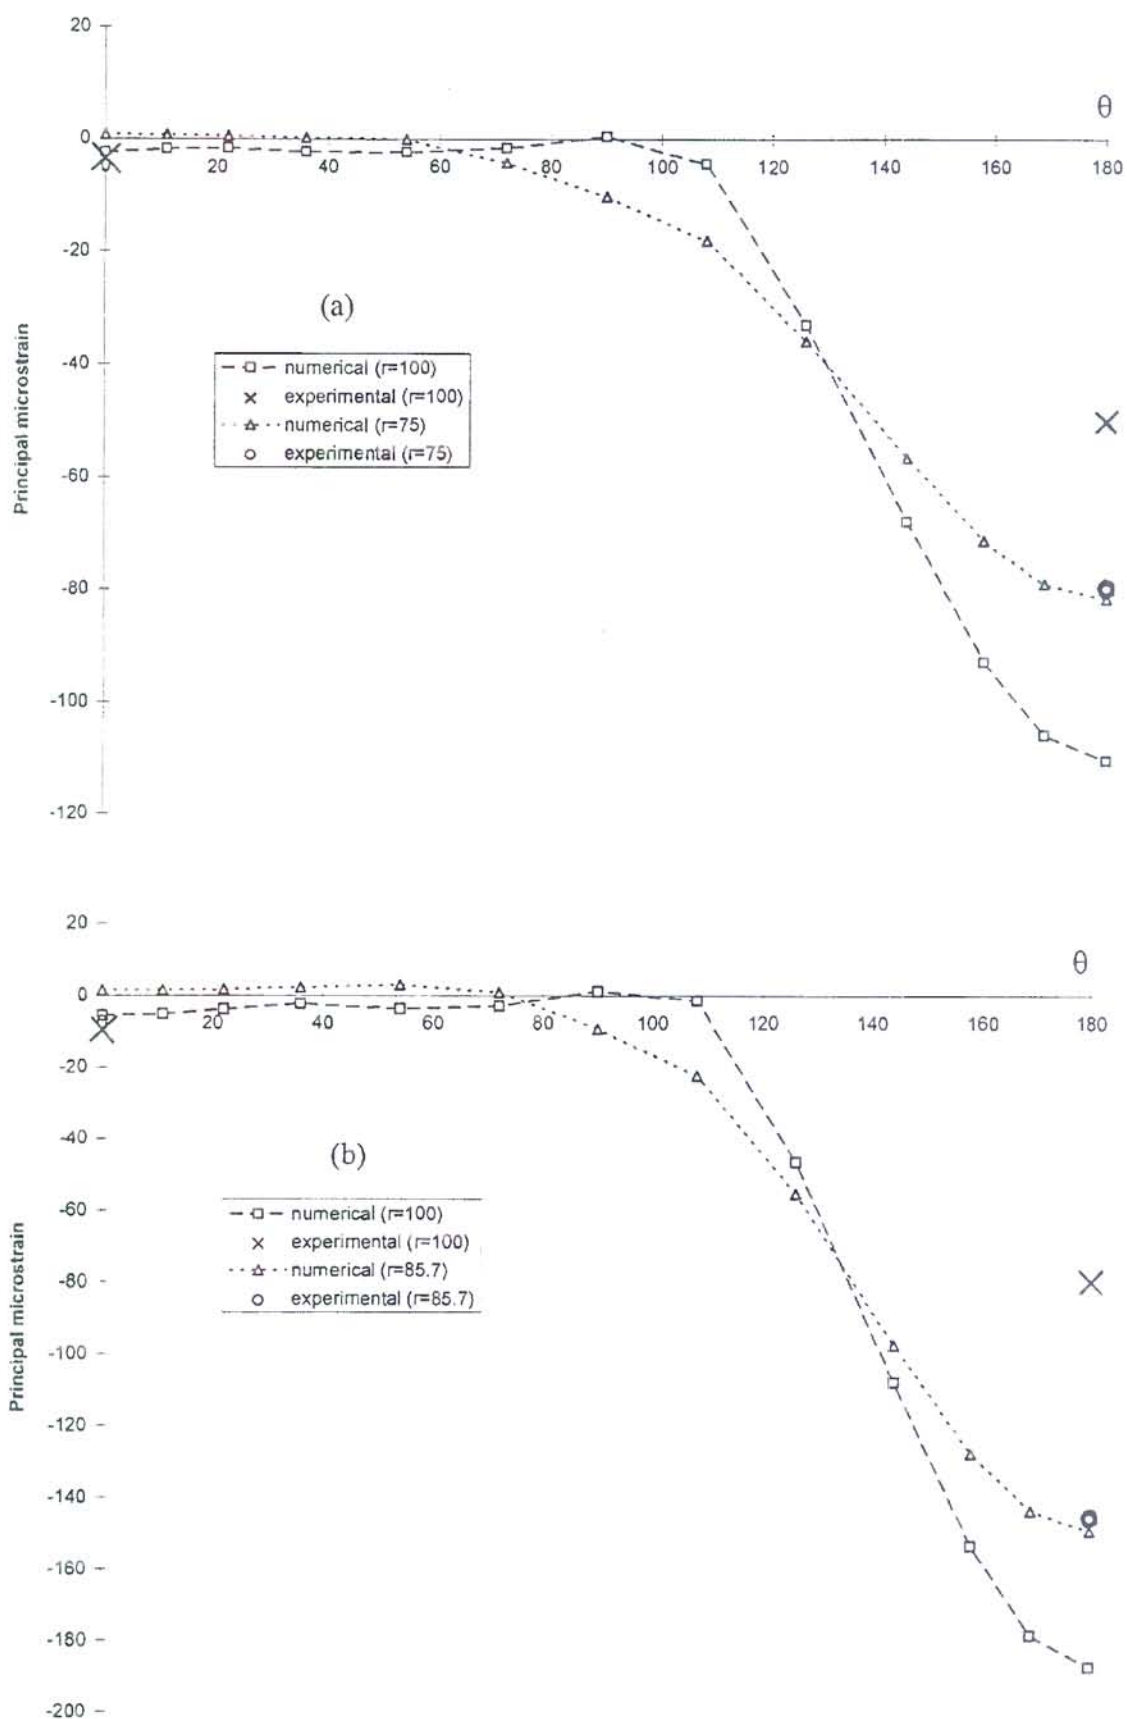 20
θ
0
20
40
60
80
100
120
140
160
180
-20
(a)
-40
numerical (r=100)
experimental (r=100)
numerical (r=75)
experimental (r=75)
-60
-80
-100
-120
Principal microstrain
20
θ
0
20
40
60
80
100
120
140
160
180
-20
-40
(b)
-60
numerical (r=100)
experimental (r=100)
numerical (r=85.7)
experimental (r=85.7)
-80
-100
-120
-140
-160
-180
-200
Principal microstrain